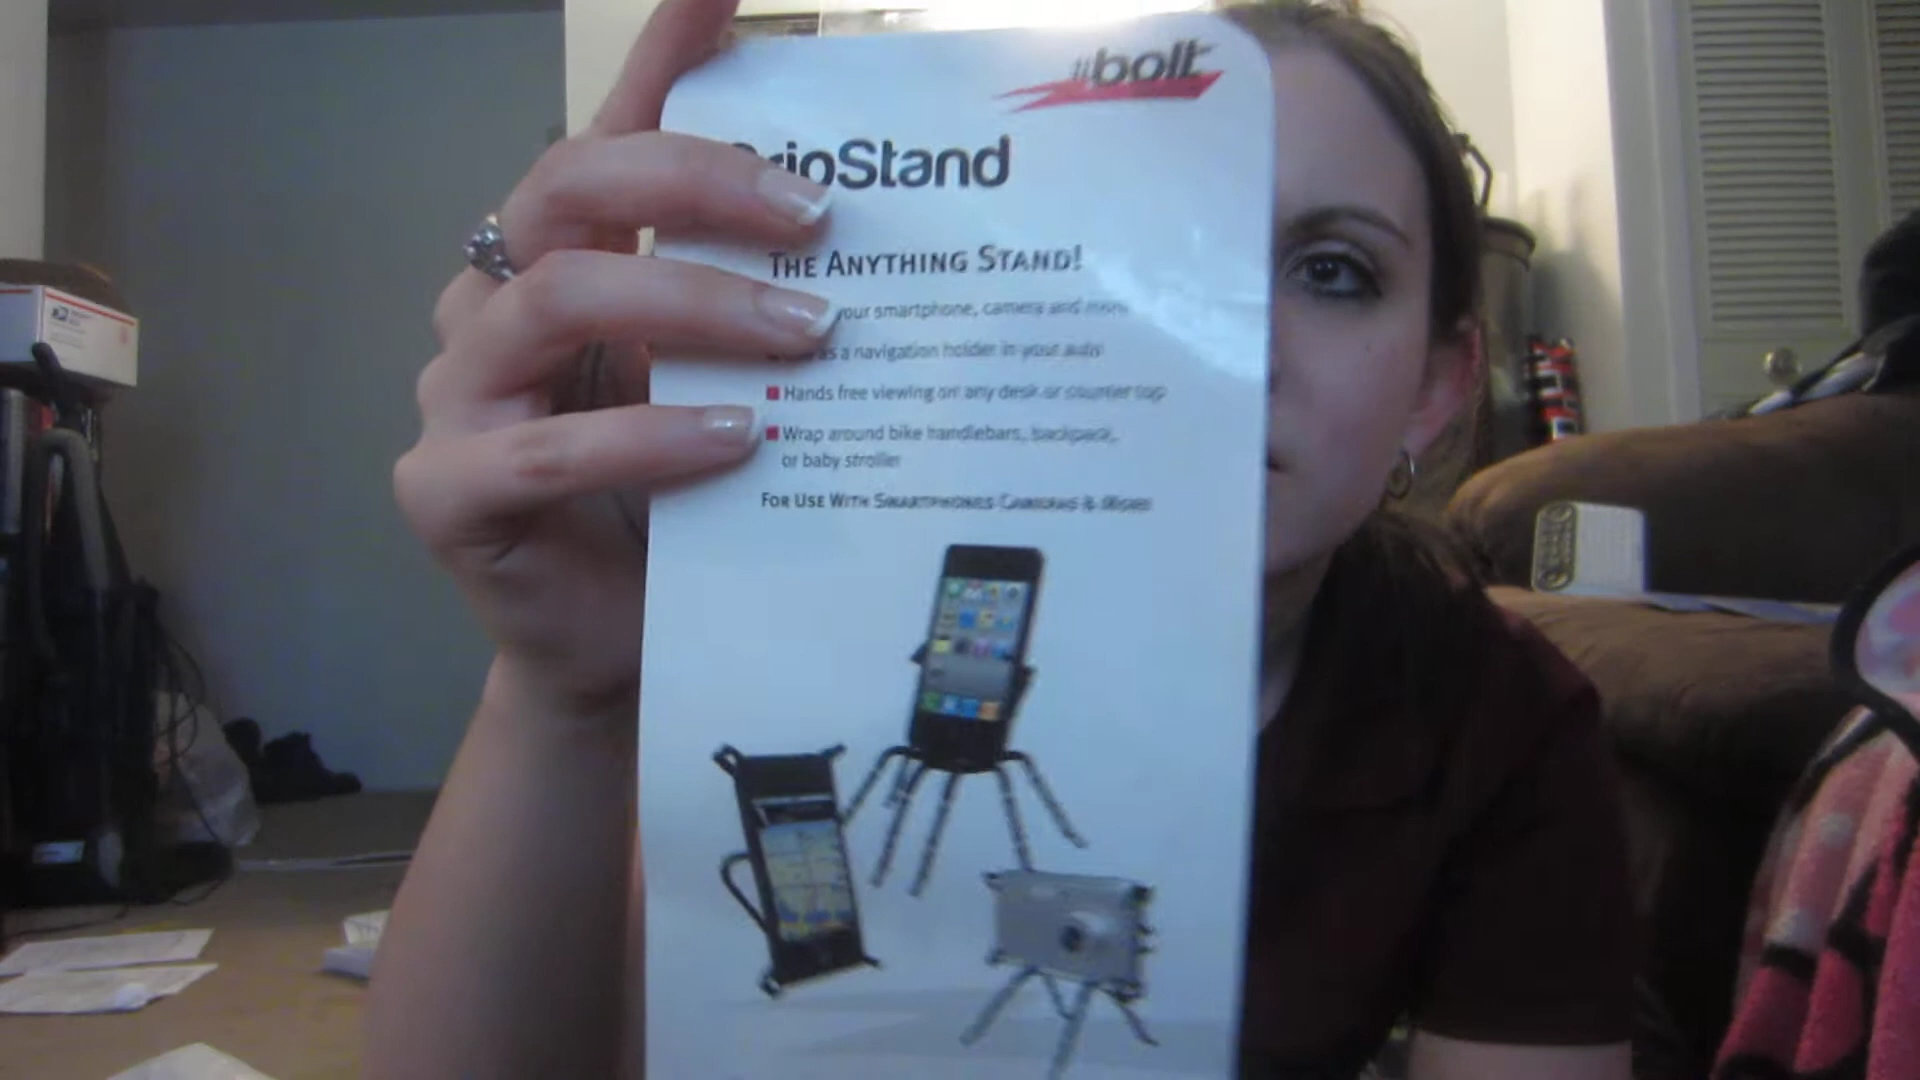 bolt
GripStand
THE ANYTHING STAND!
your smartphone, camera and more
as a navigation holder in your auto
Hands free viewing on any desk or counter top
Wrap around bike handlebars, backpack,
or baby stroller
FOR USE WITH SMARTPHONES CAMERAS & MORE!